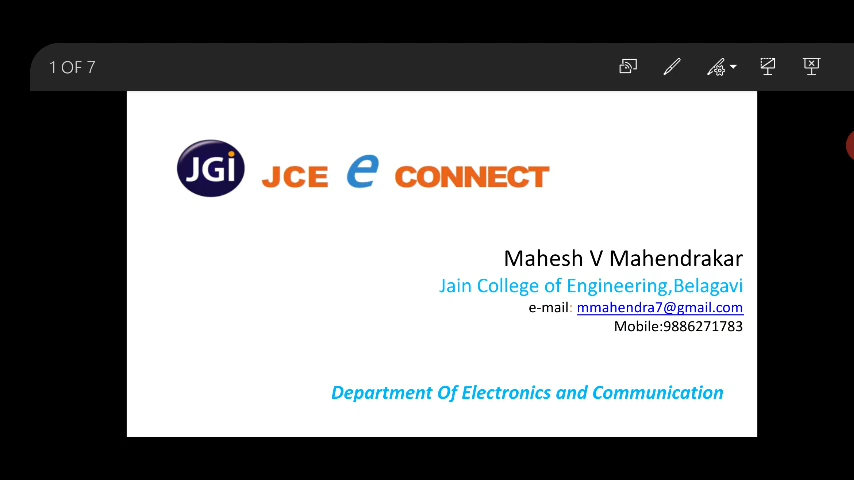 1 OF 7
JGi JCE e CONNECT
Mahesh V Mahendrakar
Jain College of Engineering,Belagavi
e-mail: mmahendra7@gmail.com
Mobile:9886271783
Department Of Electronics and Communication